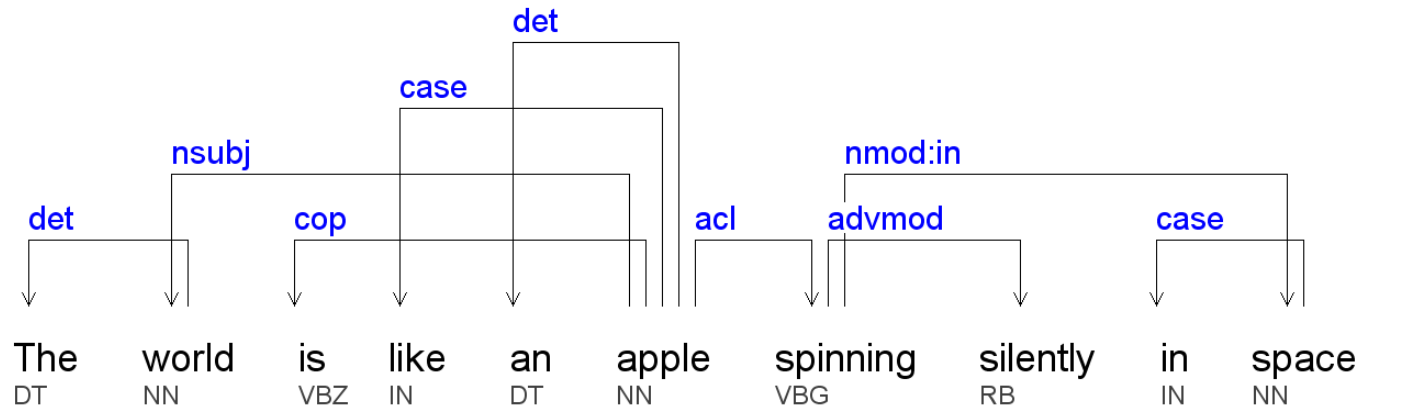 det
case
nsubj nmod:in
det cop acl advmod case
The world is like an apple spinning silently in space
DT NN VBZ IN DT NN VBG RB IN NN